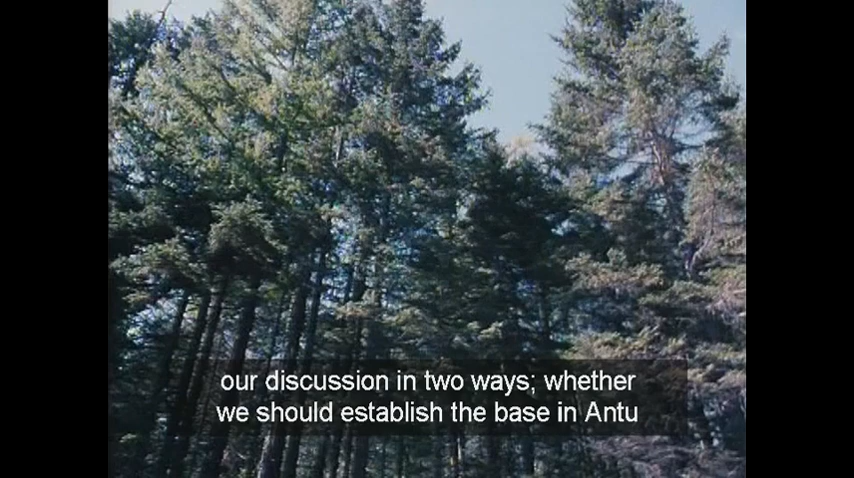 our discussion in two ways; whether
we should establish the base in Antu